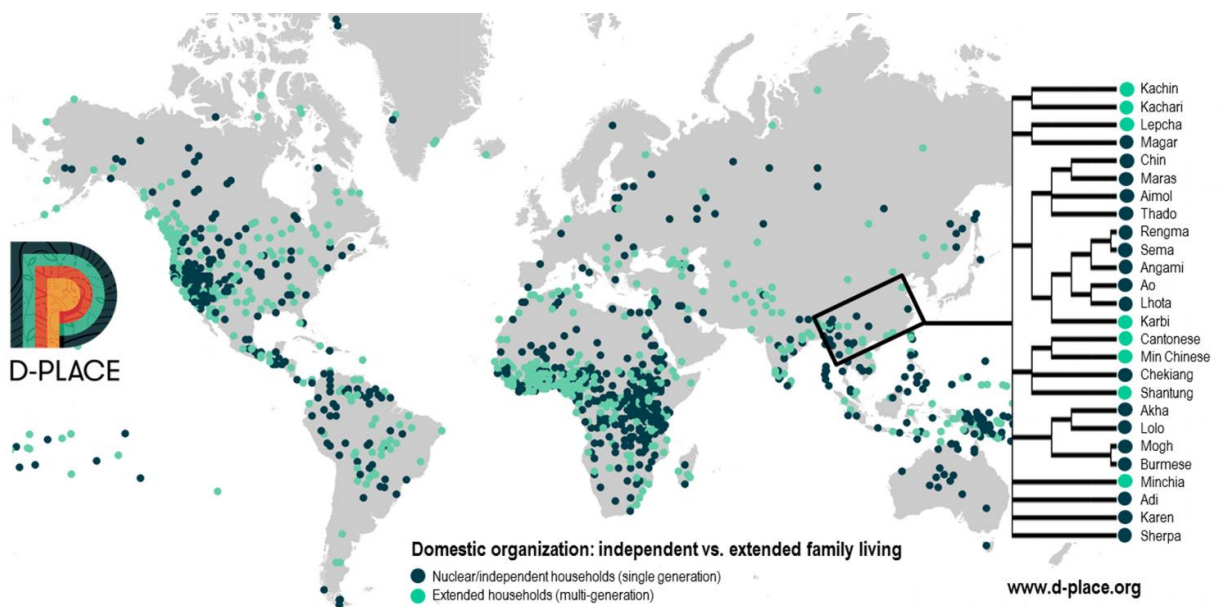 D-PLACE
Kachin
Kachari
Lepcha
Magar
Chin
Maras
Aimol
Thado
Rengma
Sema
Angami
Ao
Lhota
Karbi
Cantonese
Min Chinese
Chekiang
Shantung
Akha
Lolo
Mogh
Burmese
Minchia
Adi
Karen
Sherpa
Domestic organization: independent vs. extended family living
Nuclear/independent households (single generation)
Extended households (multi-generation)
www.d-place.org